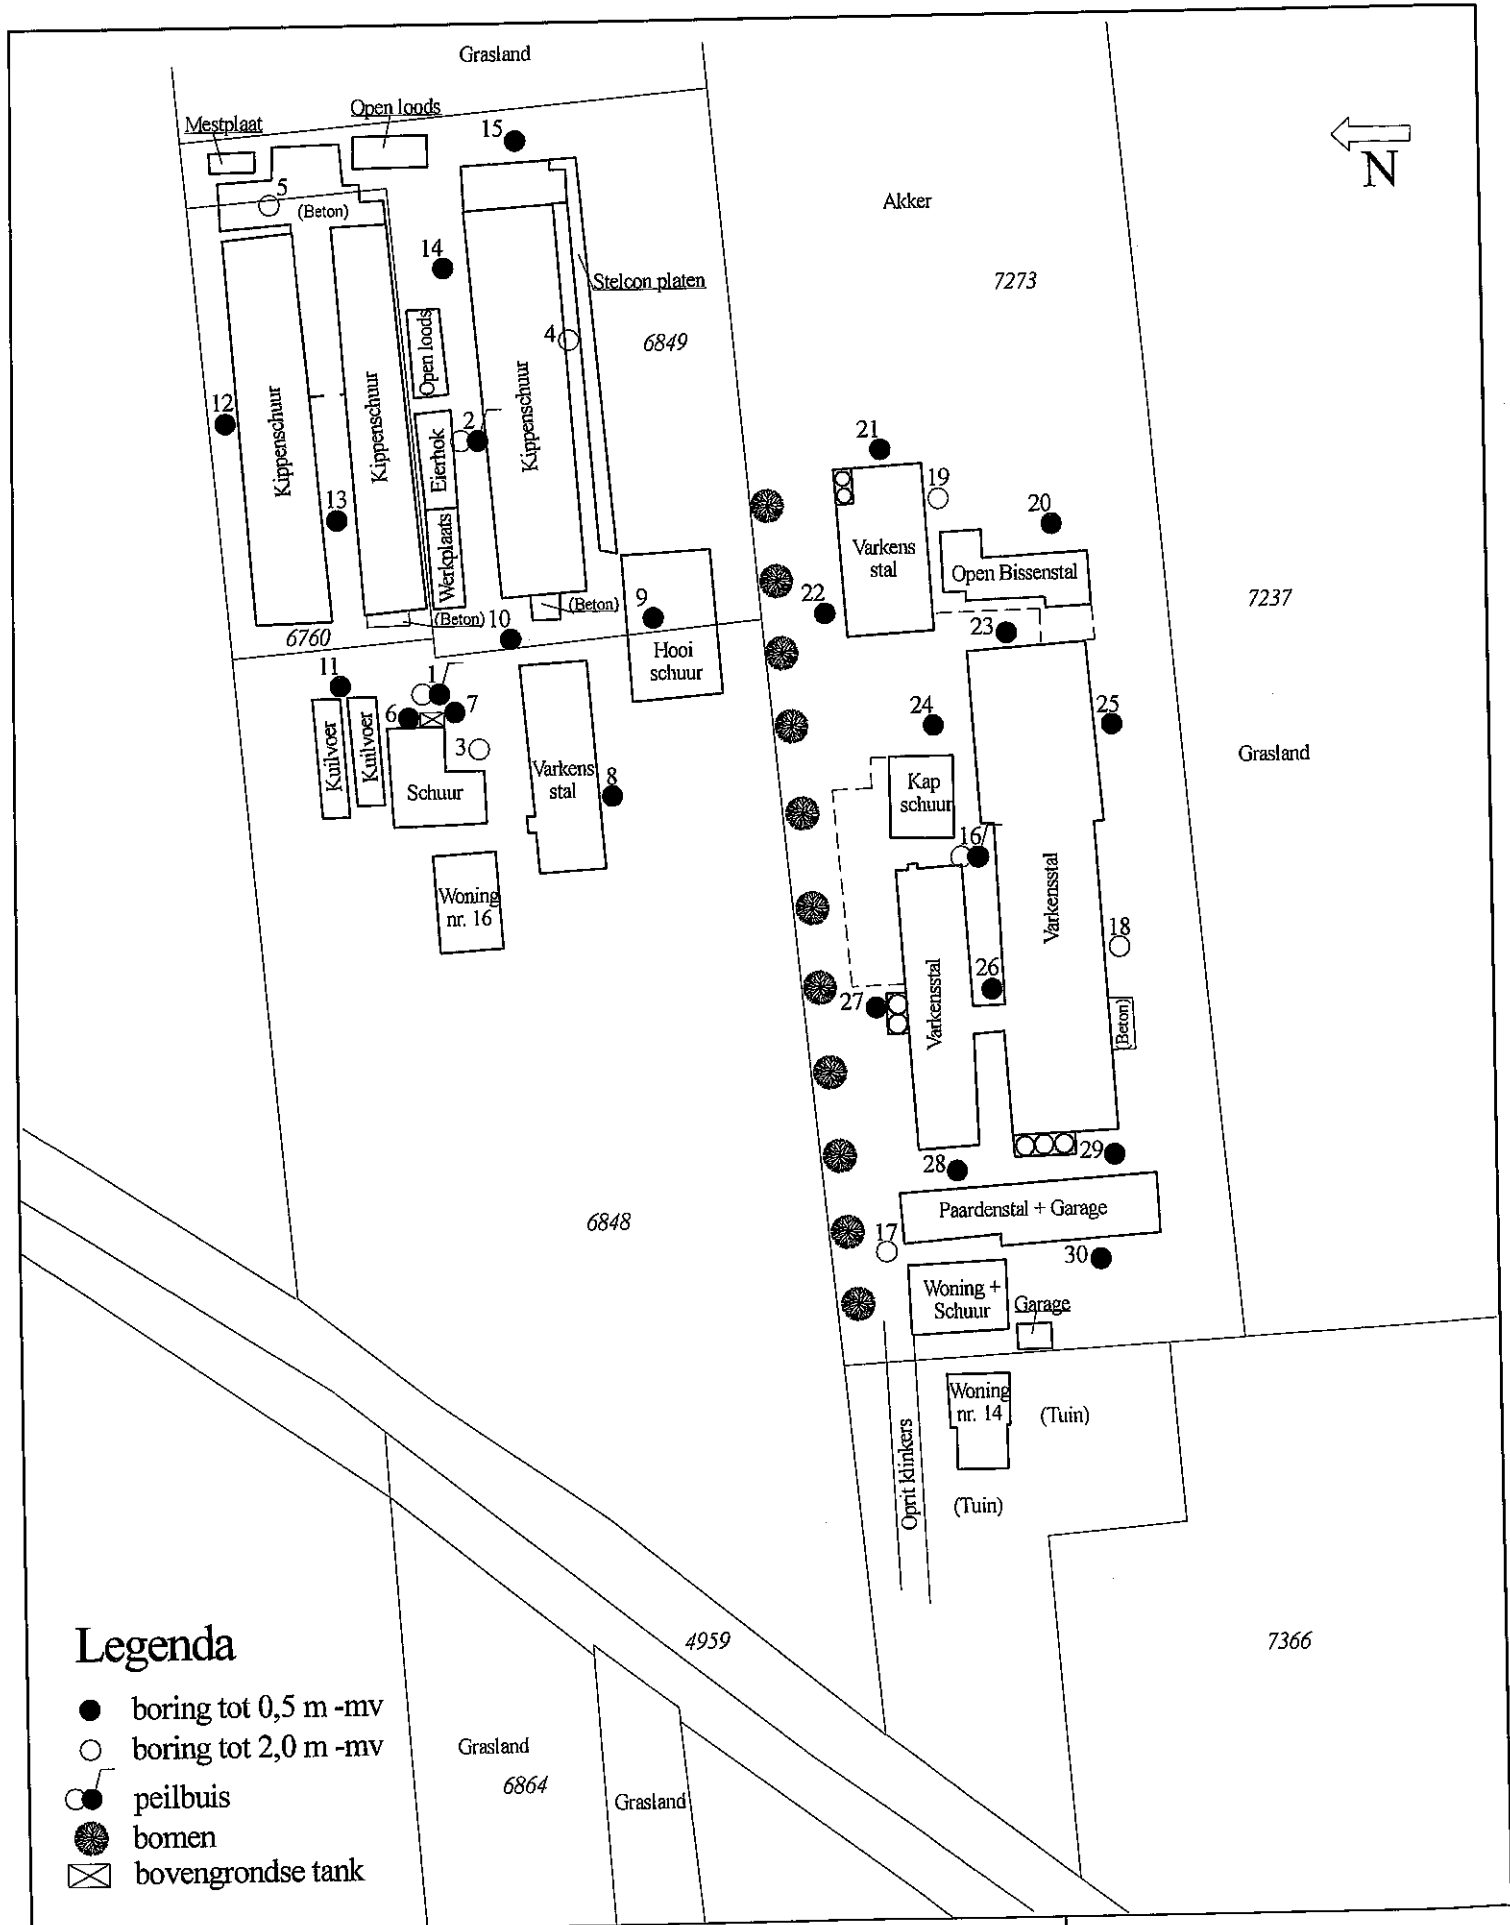 Grasland
Open loods
Mestplaat
15
N
5
(Beton)
Akker
14
7273
Stelcon platen
Open loods
4
6849
12
Kippenschuur
Kippenschuur
Eierhok
2
Kippenschuur
21
19
13
Werkplaats
20
Varkens
stal
Open Bissenstal
9
(Beton)
22
7237
(Beton)
10
23
6760
Hooi
schuur
11
1
7
6
24
25
Kuilvoer
Kuilvoer
3
Grasland
Varkens
stal
8
Kap
schuur
Schuur
16
Woning
nr. 16
Varkensstal
18
26
27
Varkensstal
(Beton)
29
28
6848
Paardenstal + Garage
17
30
Woning +
Schuur
Garage
Woning
nr. 14
(Tuin)
Oprit klinkers
(Tuin)
4959
7366
Legenda
boring tot 0,5 m -mv
boring tot 2,0 m -mv
peilbuis
bomen
bovengrondse tank
Grasland
6864
Grasland